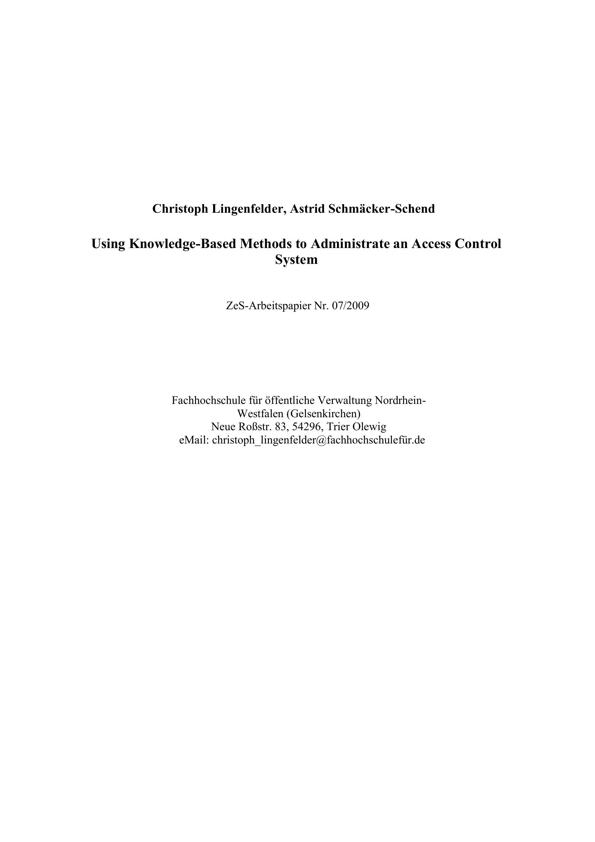 Christoph Lingenfelder, Astrid Schmäcker-Schend
Using Knowledge-Based Methods to Administrate an Access Control
System
ZeS-Arbeitspapier Nr. 07/2009
Fachhochschule für öffentliche Verwaltung Nordrhein-
Westfalen (Gelsenkirchen)
Neue Roßstr. 83, 54296, Trier Olewig
eMail: christoph_lingenfelder@fachhochschulefür.de